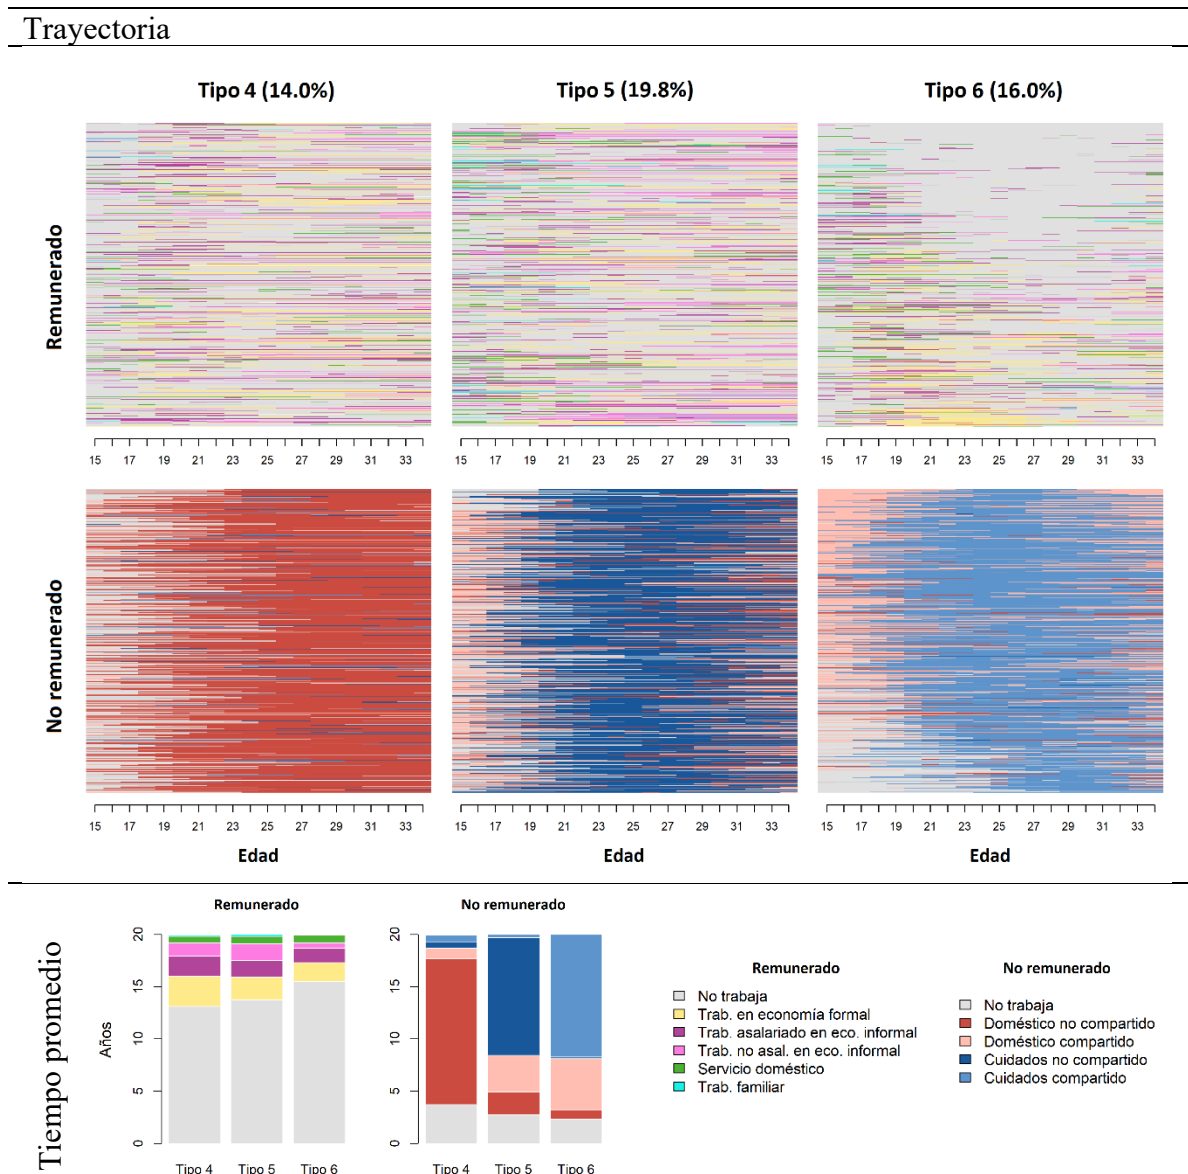 Trayectoria
Tipo 4 (14.0%) Tipo 5 (19.8%) Tipo 6 (16.0%)
Remunerado
15 17 19 21 23 25 27 29 31 33 15 17 19 21 23 25 27 29 31 33 15 17 19 21 23 25 27 29 31 33
No remunerado
15 17 19 21 23 25 27 29 31 33 15 17 19 21 23 25 27 29 31 33 15 17 19 21 23 25 27 29 31 33
Edad Edad Edad
Tiempo promedio
Remunerado
Años
0 5 10 15 20
Tipo 4 Tipo 5 Tipo 6
No remunerado
0 5 10 15 20
Tipo 4 Tipo 5 Tipo 6
Remunerado
No trabaja
Trab. en economía formal
Trab. asalariado en eco. informal
Trab. no asal. en eco. informal
Servicio doméstico
Trab. familiar
No remunerado
No trabaja
Doméstico no compartido
Doméstico compartido
Cuidados no compartido
Cuidados compartido